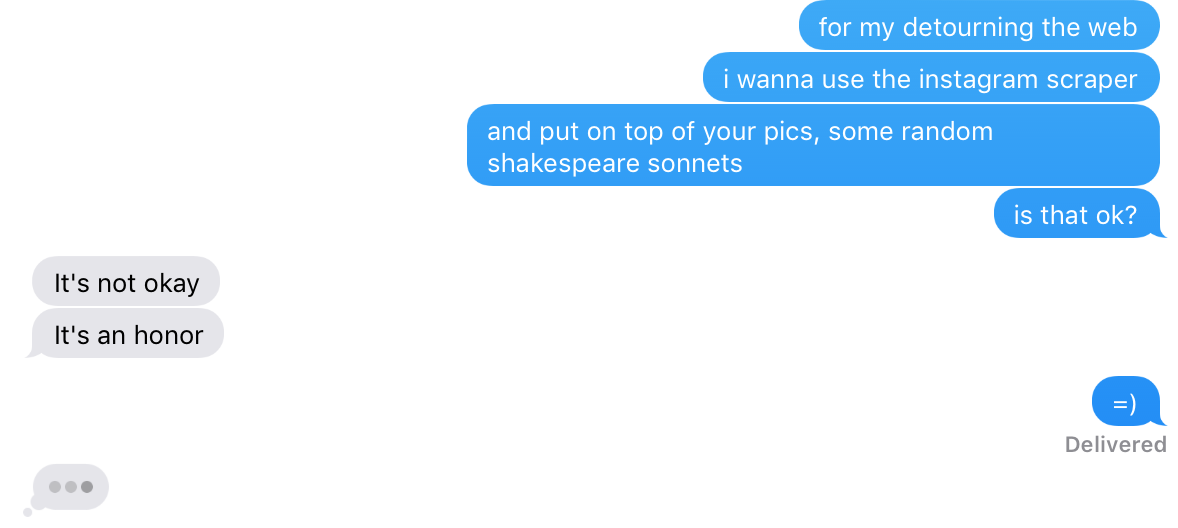 for my detourning the web
i wanna use the instagram scraper
and put on top of your pics, some random
shakespeare sonnets
is that ok?
It's not okay
It's an honor
=)
Delivered